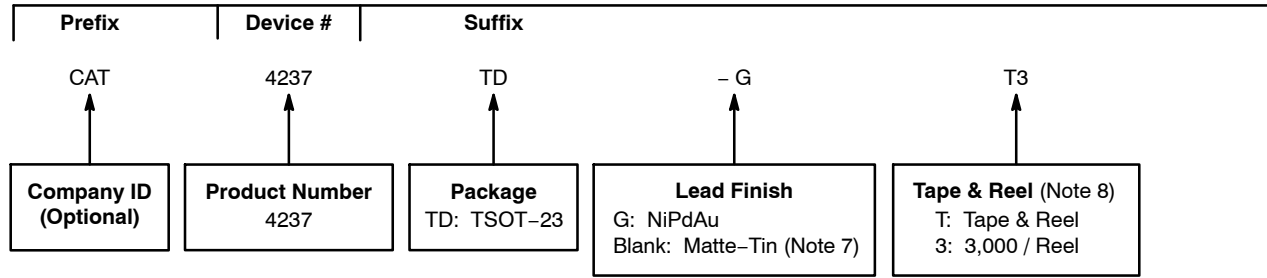 Prefix Device # Suffix
CAT 4237 TD – G T3
Company ID
(Optional)
Product Number
4237
Package
TD: TSOT–23
Lead Finish
G: NiPdAu
Blank: Matte–Tin (Note 7)
Tape & Reel (Note 8)
T: Tape & Reel
3: 3,000 / Reel